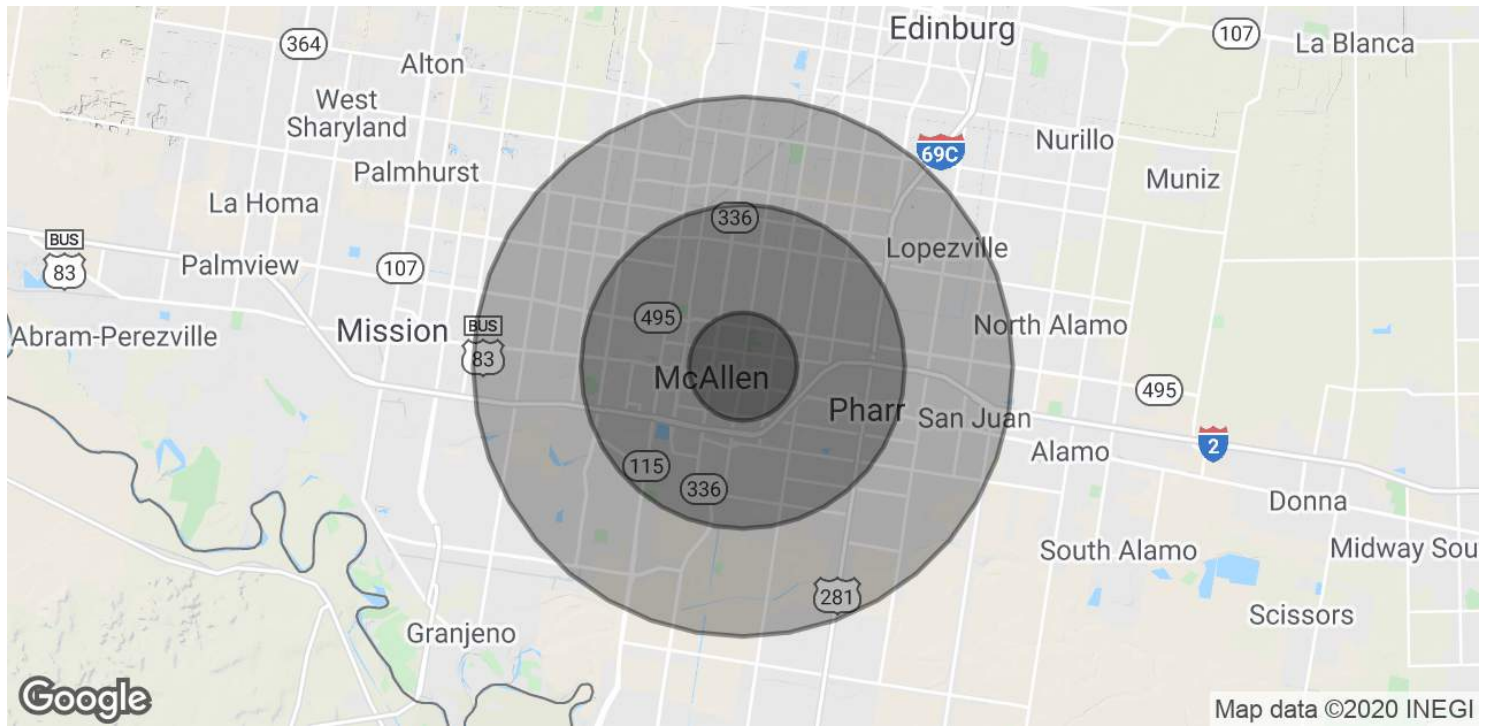 Edinburg
107
La Blanca
364
Alton
West
Sharyland
69C
Nurillo
Palmhurst
Muniz
La Homa
336
BUS
83
Palmview
107
Lopezville
495
BUS
83
Mission
North Alamo
Abram-Perezville
McAllen
495
Pharr
San Juan
2
Alamo
115
336
Donna
South Alamo
Midway Sou
281
Scissors
Granjeno
Google
Map data ©2020 INEGI